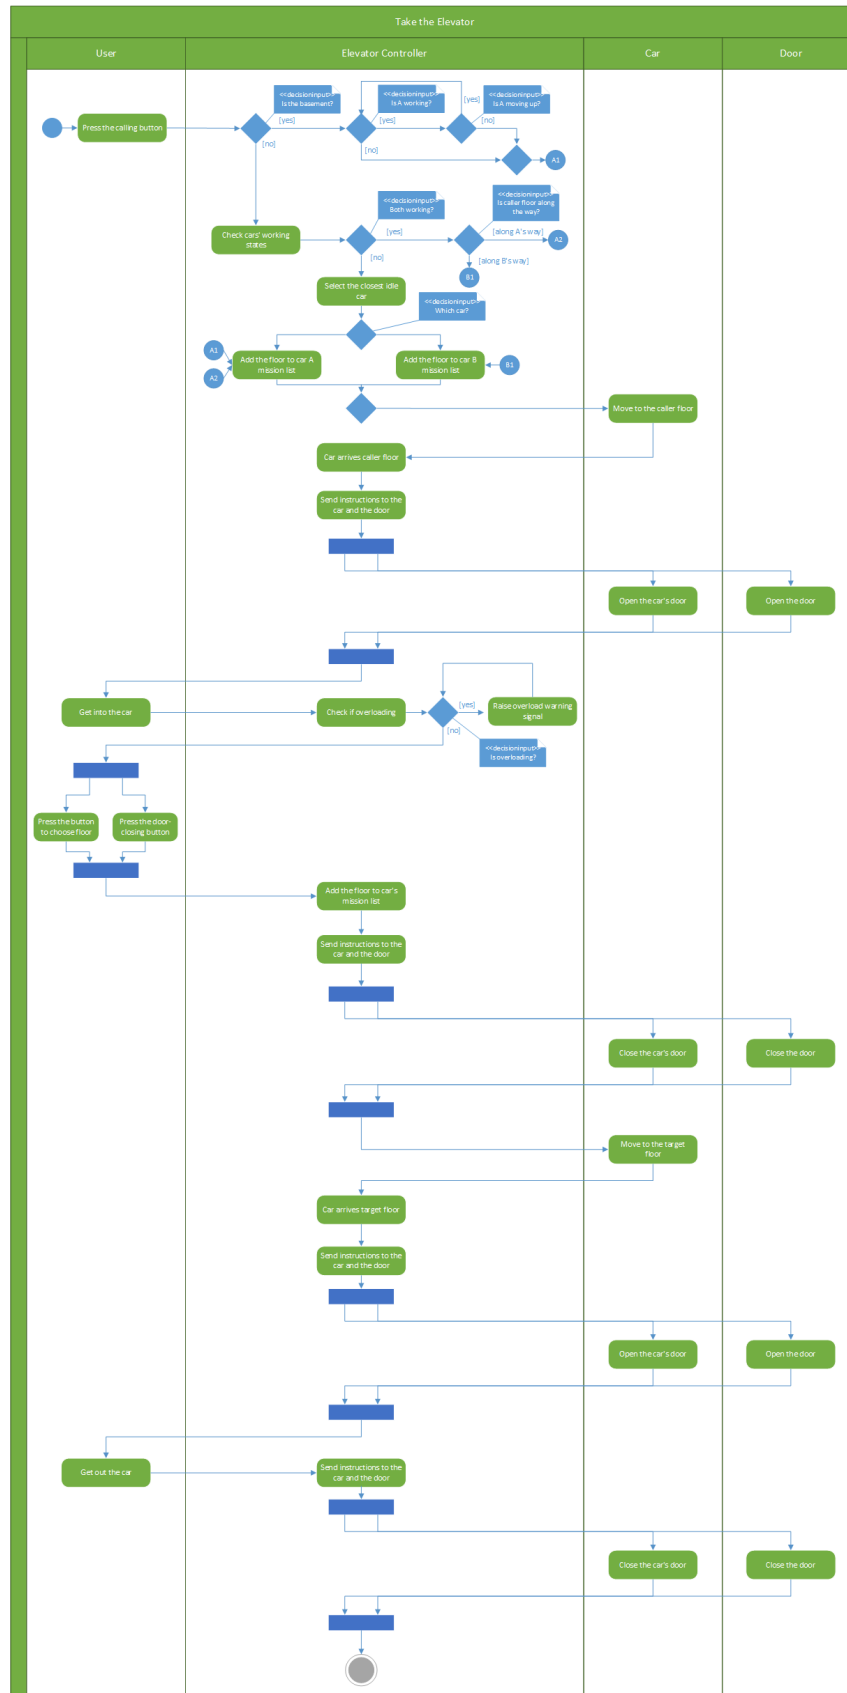 Take the Elevator
User
Elevator Controller
Car
Door
<<decisioninput>>
Is the basement?
<<decisioninput>>
Is A working?
<<decisioninput>>
Is A moving up?
[yes]
Press the calling button
[yes]
[yes]
[no]
[no]
[no]
A1
<<decisioninput>>
Both working?
<<decisioninput>>
Is caller floor along
the way?
Check cars' working
states
[yes]
[along A's way]
A2
[no]
[along B's way]
B1
Select the closest idle
car
<<decisioninput>>
Which car?
A1
A2
Add the floor to car A
mission list
Add the floor to car B
mission list
B1
Move to the caller floor
Car arrives caller floor
Send instructions to the
car and the door
Open the car's door
Open the door
Get into the car
Check if overloading
[yes]
Raise overload warning
signal
[no]
<<decisioninput>>
Is overloading?
Press the button
to choose floor
Press the door-
closing button
Add the floor to car's
mission list
Send instructions to the
car and the door
Close the car's door
Close the door
Move to the target
floor
Car arrives target floor
Send instructions to the
car and the door
Open the car's door
Open the door
Get out the car
Send instructions to the
car and the door
Close the car's door
Close the door